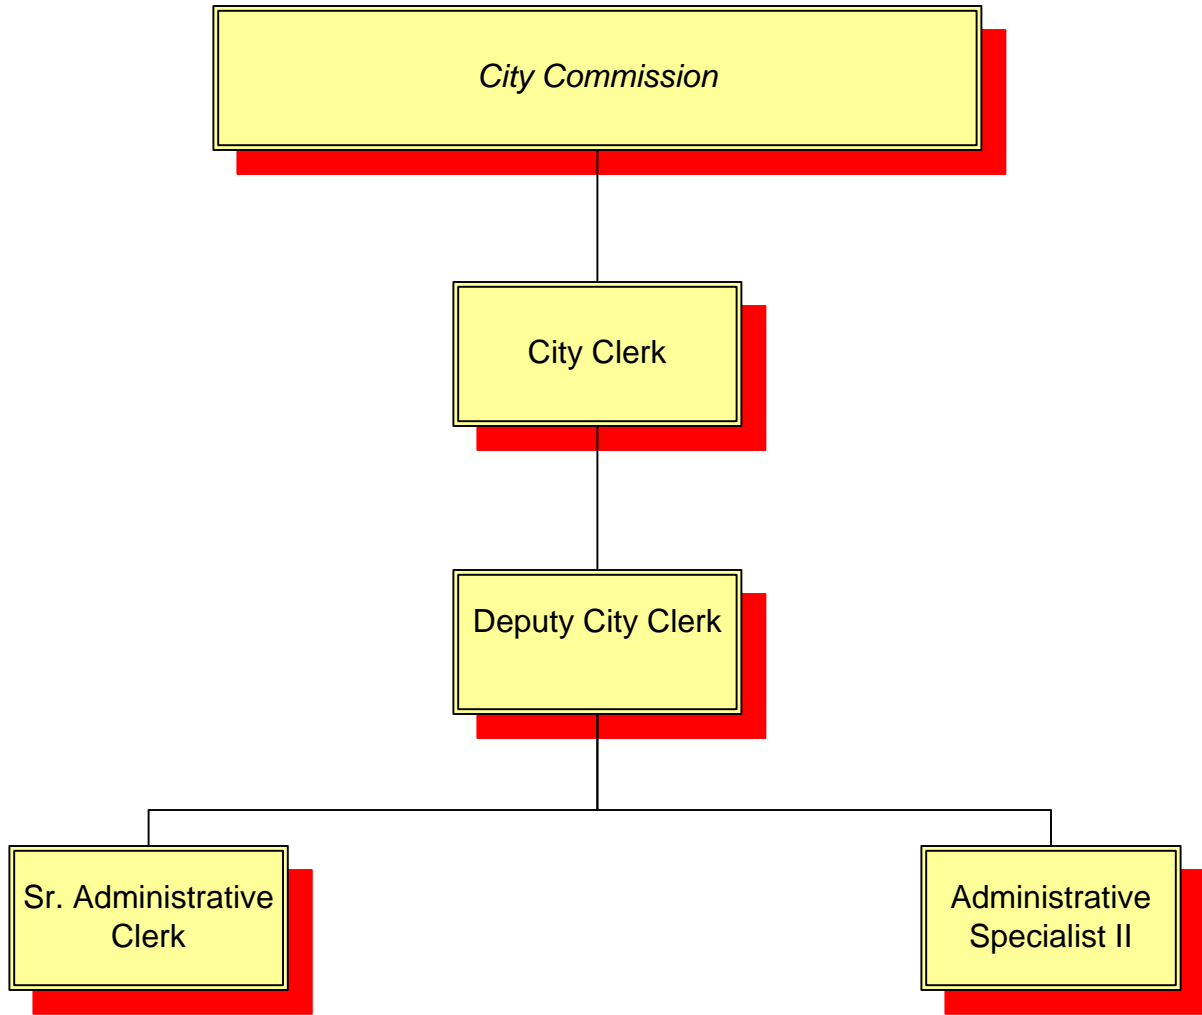 City Commission
City Clerk
Deputy City Clerk
Sr. Administrative
Clerk
Administrative
Specialist II